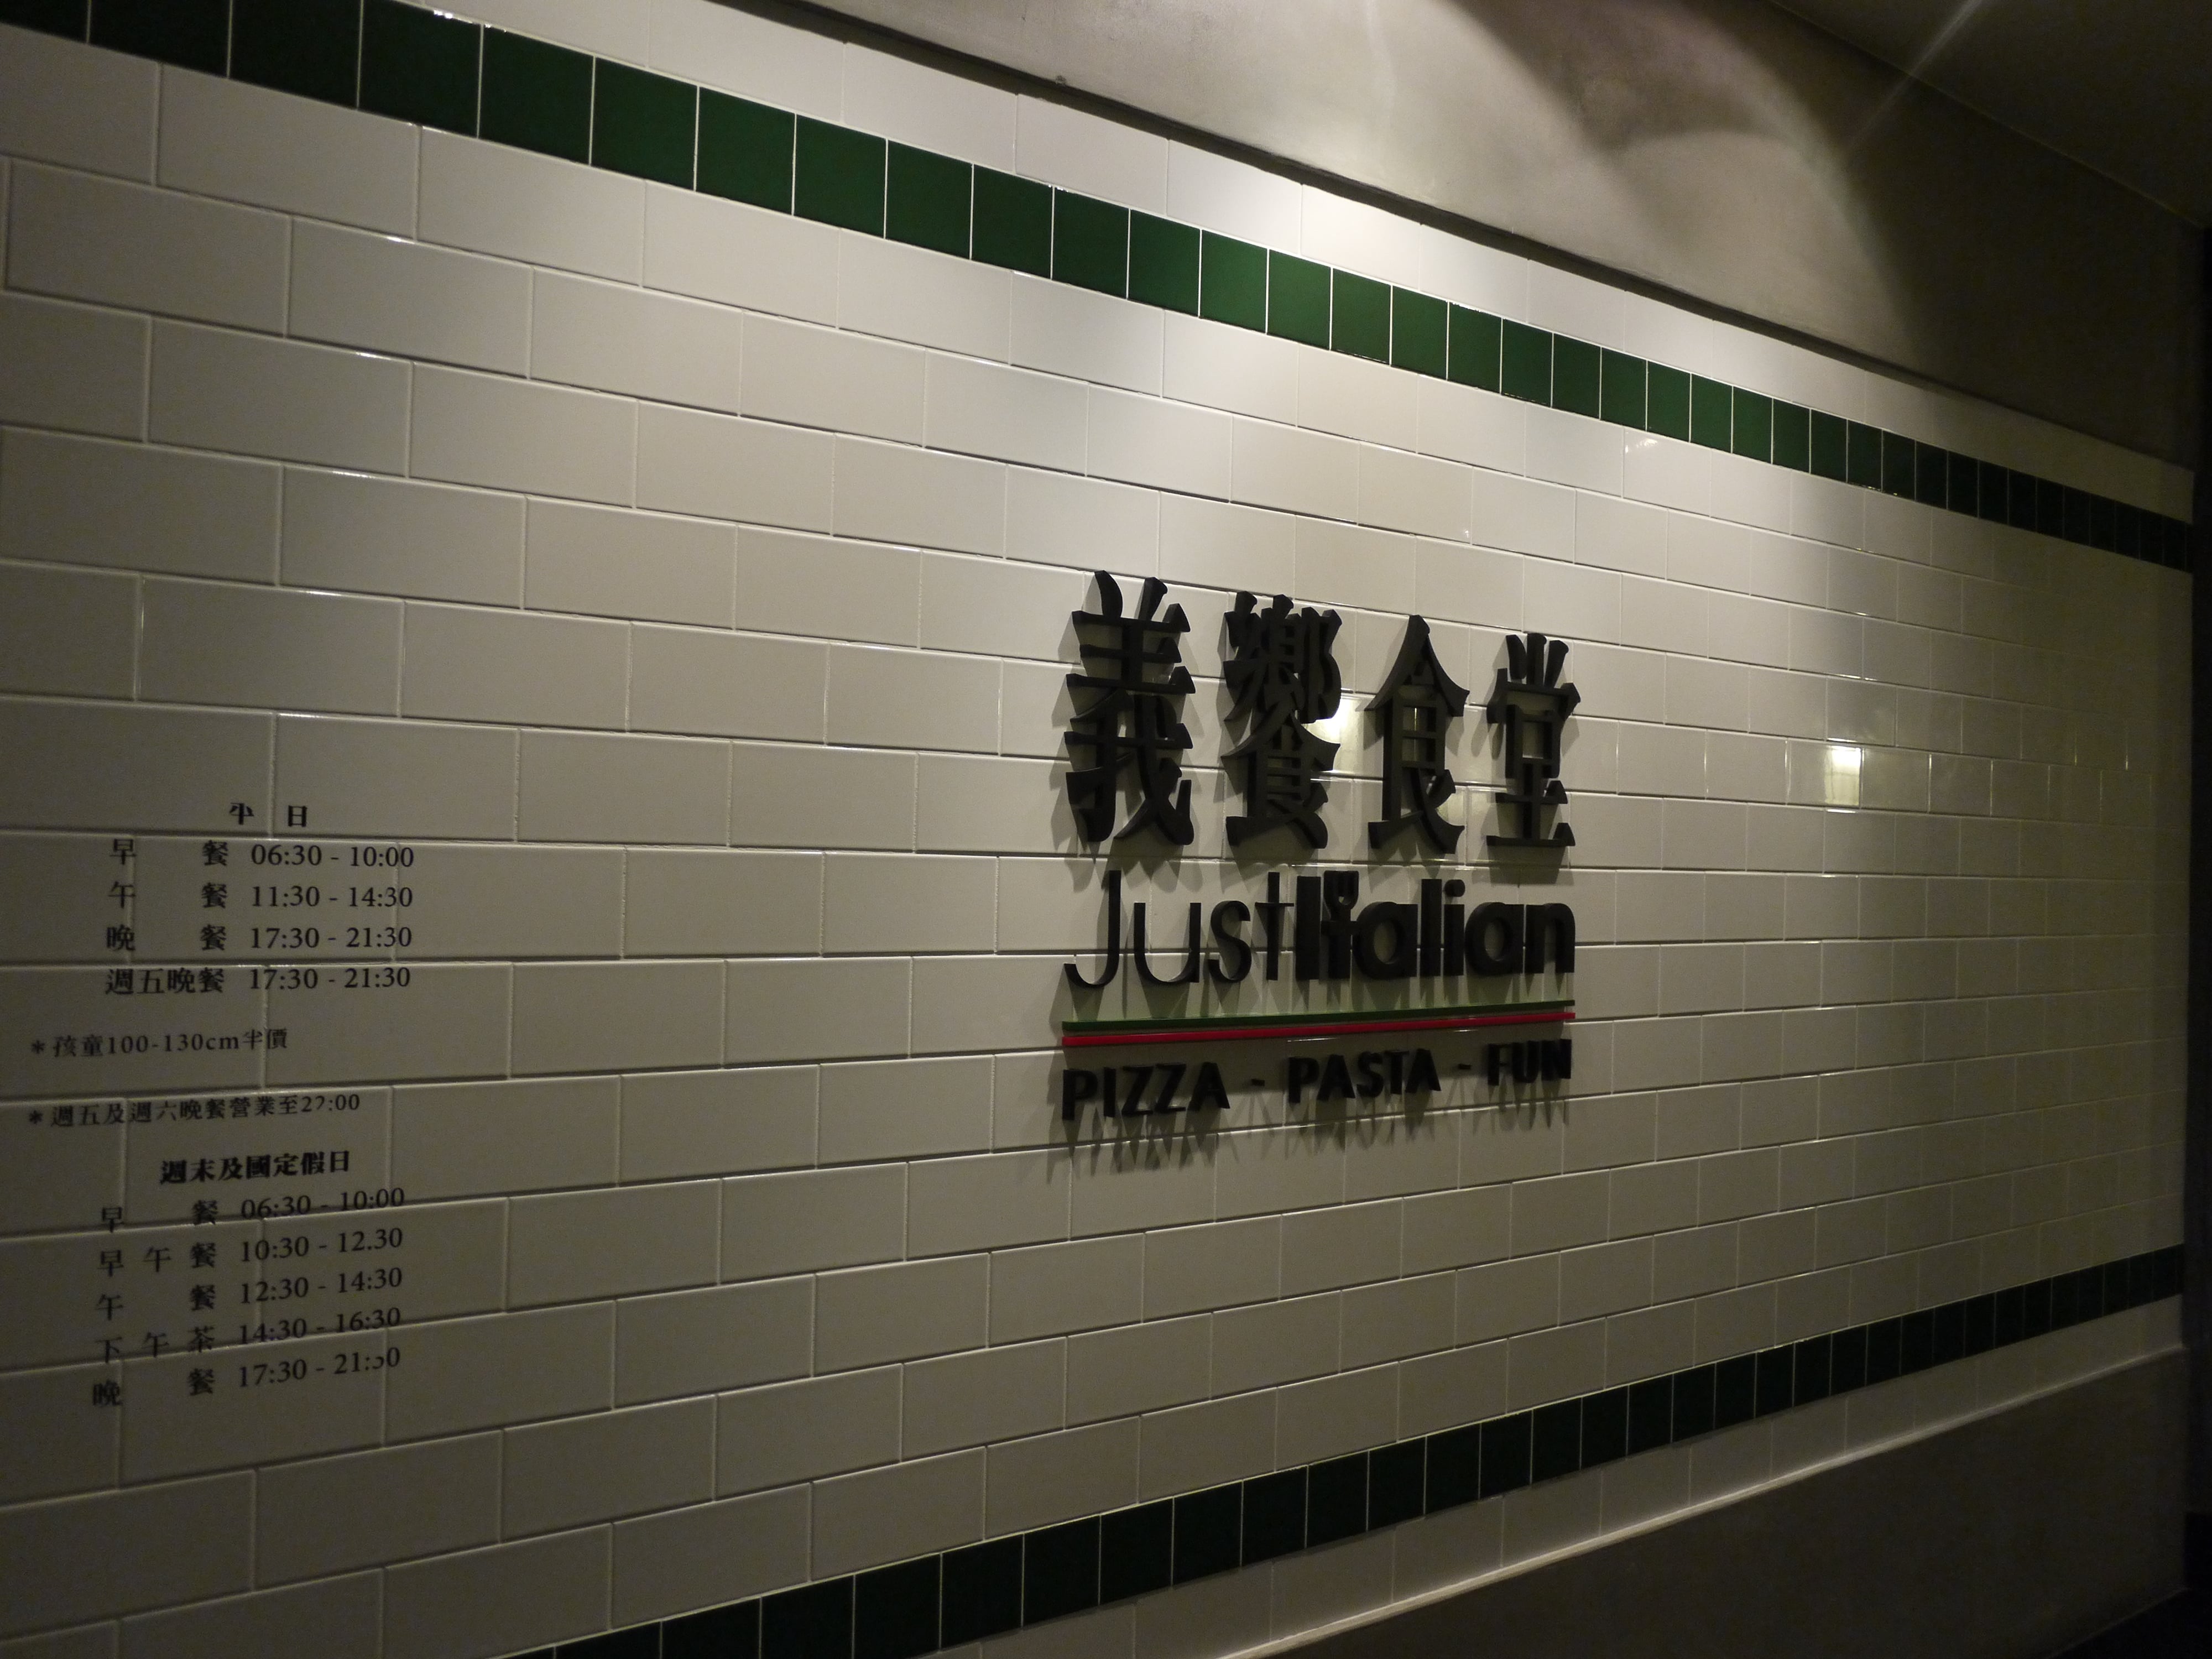 平日
早餐 06:30 - 10:00
午餐 11:30 - 14:30
晚餐 17:30 - 21:30
週五晚餐 17:30 - 21:30
*孩童100-130cm半價
*週五及週六晚餐營業至22:00
週末及國定假日
早餐 06:30 - 10:00
早午餐 10:30 - 12.30
午餐 12:30 - 14:30
下午茶 14:30 - 16:30
晚餐 17:30 - 21:30
義饗食堂
Just Italian
PIZZA - PASTA - FUN